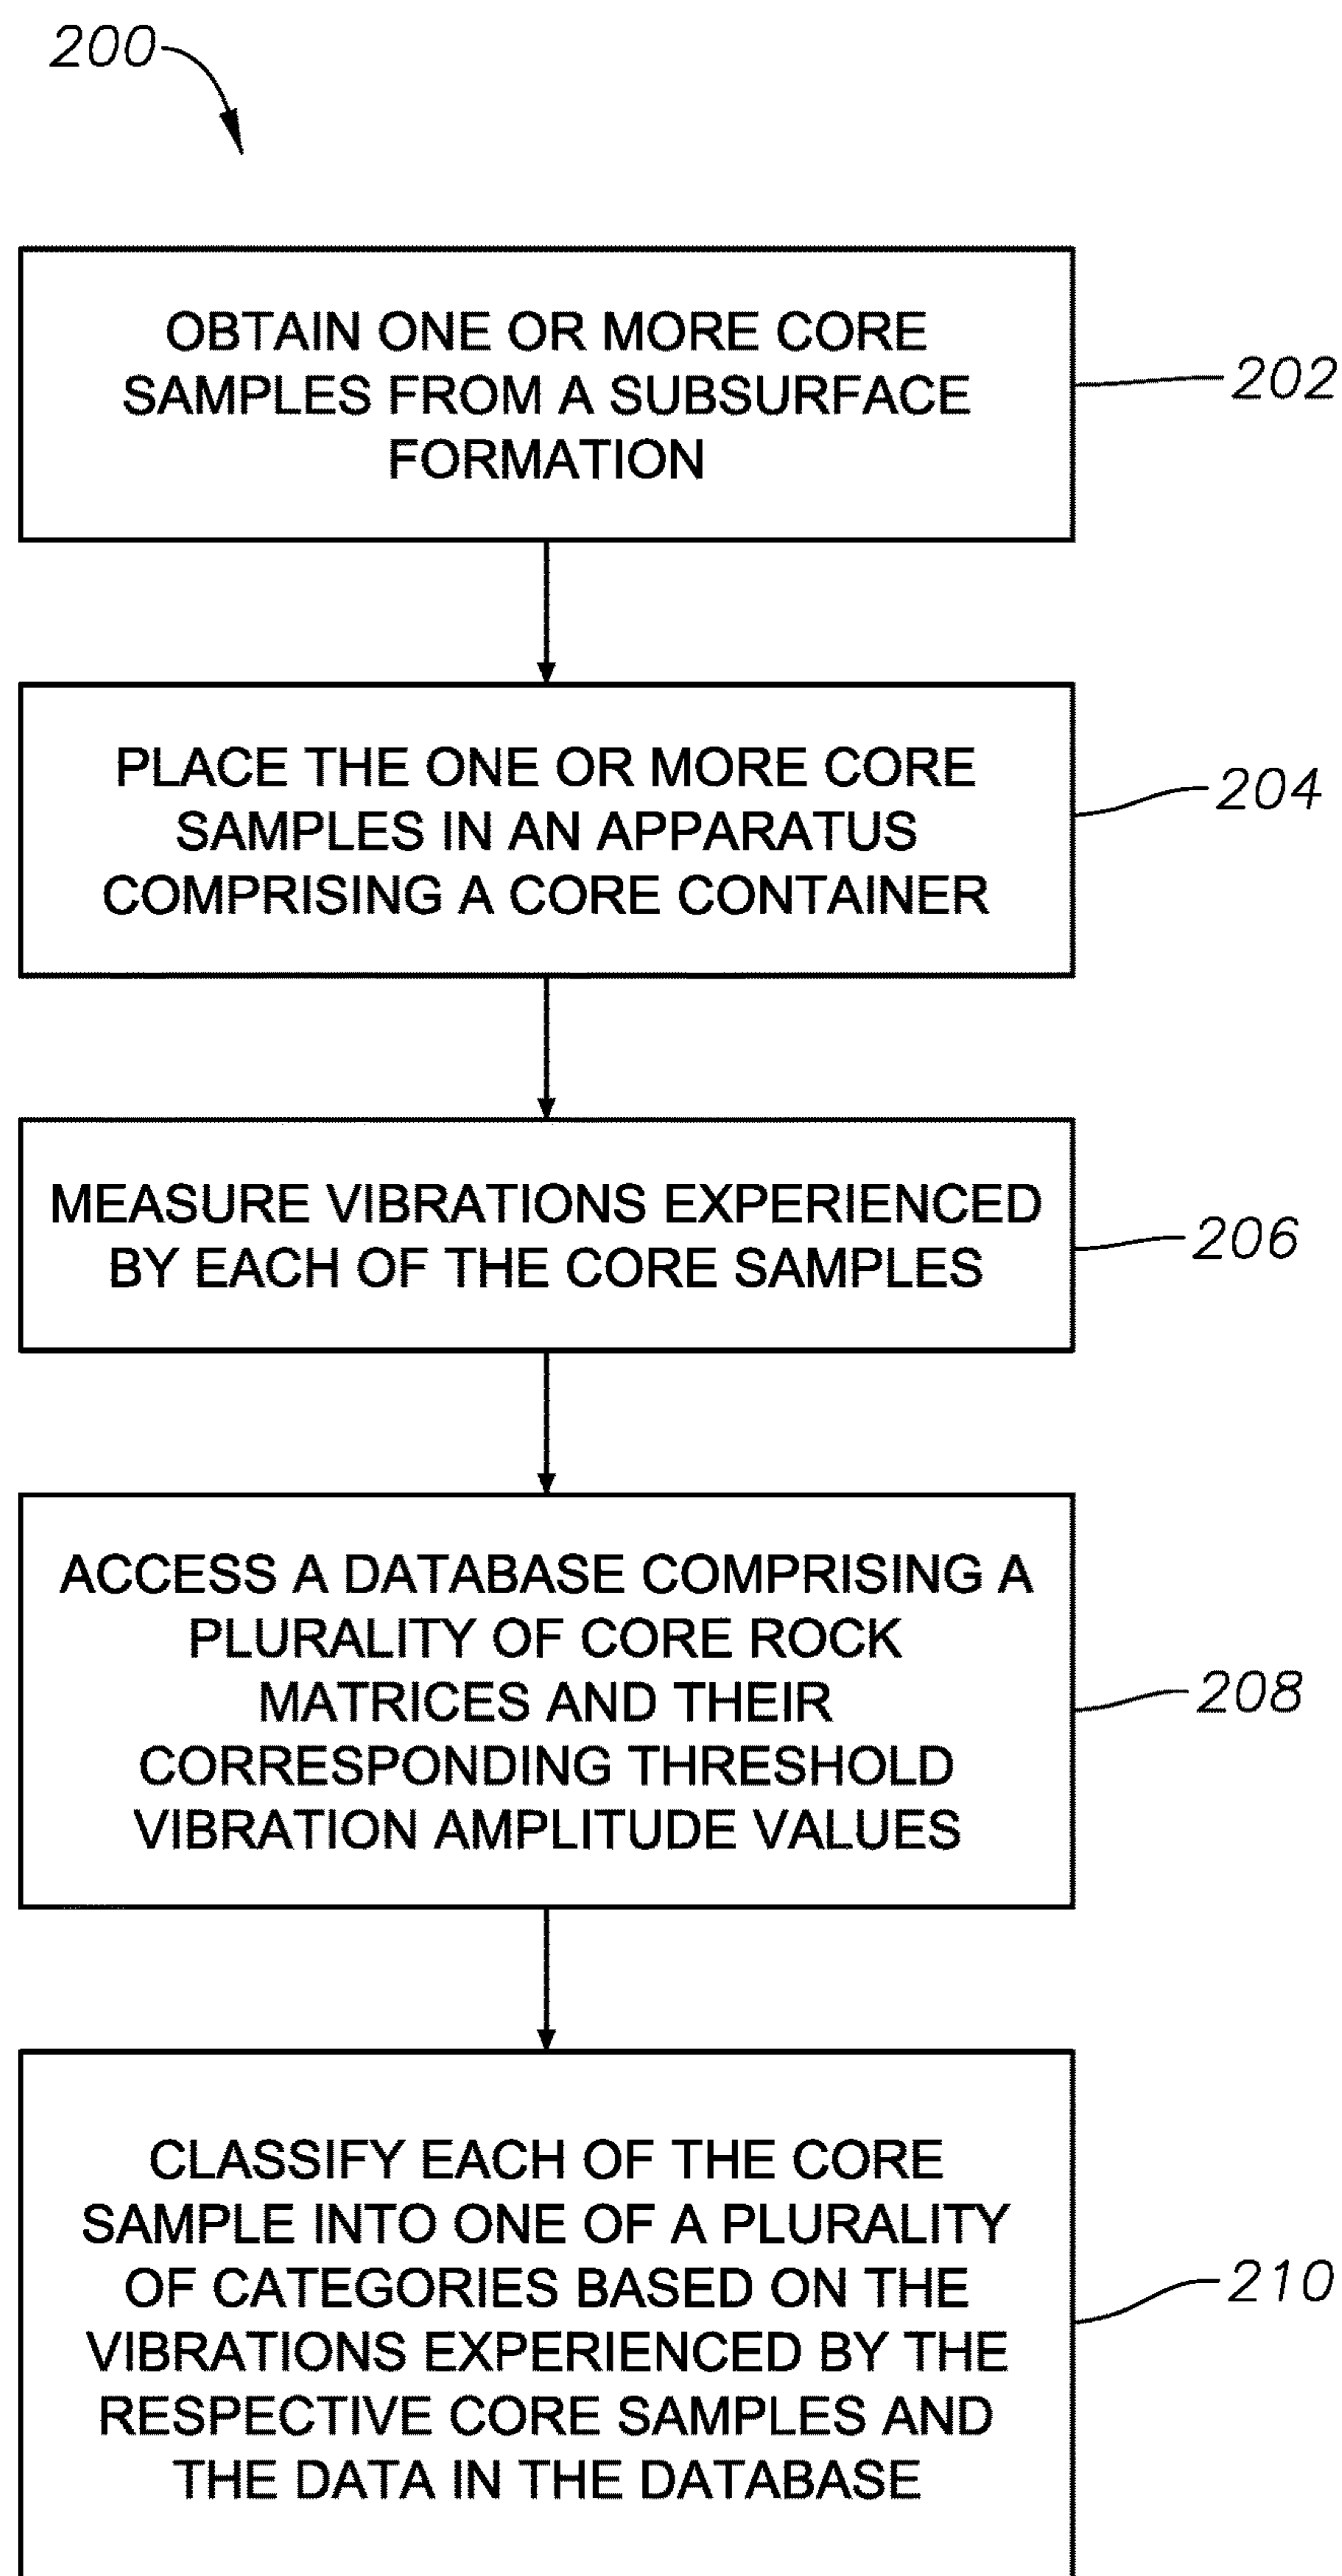 200
OBTAIN ONE OR MORE CORE
SAMPLES FROM A SUBSURFACE
FORMATION
202
PLACE THE ONE OR MORE CORE
SAMPLES IN AN APPARATUS
COMPRISING A CORE CONTAINER
204
MEASURE VIBRATIONS EXPERIENCED
BY EACH OF THE CORE SAMPLES
206
ACCESS A DATABASE COMPRISING A
PLURALITY OF CORE ROCK
MATRICES AND THEIR
CORRESPONDING THRESHOLD
VIBRATION AMPLITUDE VALUES
208
CLASSIFY EACH OF THE CORE
SAMPLE INTO ONE OF A PLURALITY
OF CATEGORIES BASED ON THE
VIBRATIONS EXPERIENCED BY THE
RESPECTIVE CORE SAMPLES AND
THE DATA IN THE DATABASE
210